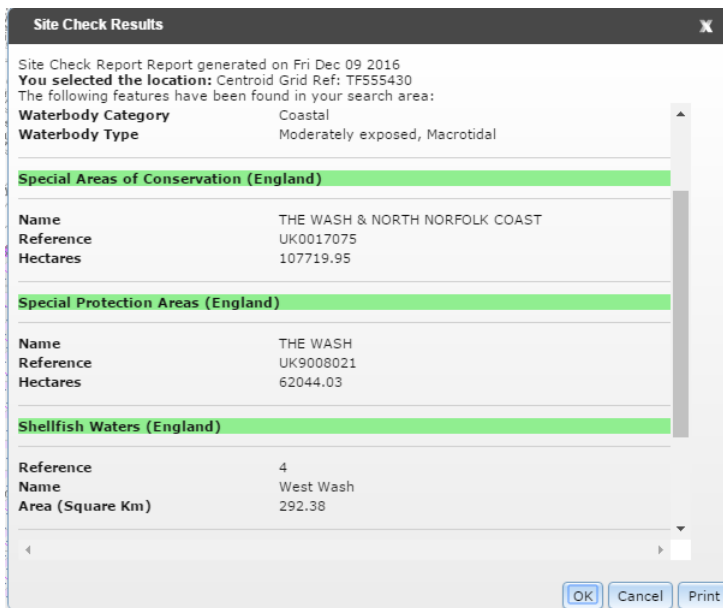 Site Check Results X
Site Check Report Report generated on Fri Dec 09 2016
You selected the location: Centroid Grid Ref: TF555430
The following features have been found in your search area:
Waterbody Category Coastal
Waterbody Type Moderately exposed, Macrotidal
Special Areas of Conservation (England)
Name THE WASH & NORTH NORFOLK COAST
Reference UK0017075
Hectares 107719.95
Special Protection Areas (England)
Name THE WASH
Reference UK9008021
Hectares 62044.03
Shellfish Waters (England)
Reference 4
Name West Wash
Area (Square Km) 292.38
OK Cancel Print